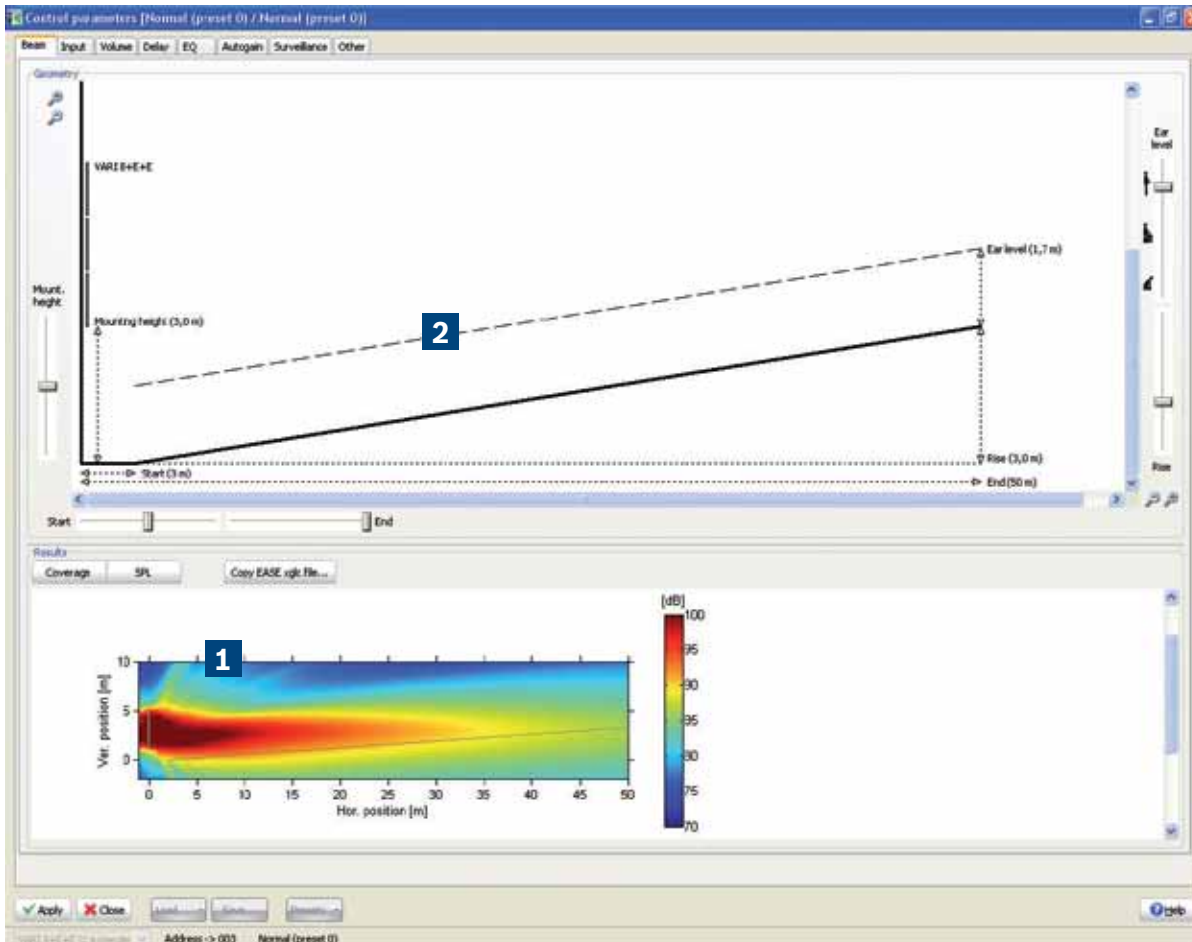 Control parameters [Normal (preset 0) / Normal (preset 0)]
Beam Input Volume Delay EQ Autogain Surveillance Other
Geometry
Ear level
VARI B+E+E
Ear level (1,7 m)
Mount. height
Mounting height (3,0 m)
2
Rise (3,0 m)
Rise
Start (3 m)
End (50 m)
Start
End
Results
Coverage SPL Copy EASE xglc file...
1
[dB]
100
95
90
85
80
75
70
Ver. position [m]
10
5
0
0 5 10 15 20 25 30 35 40 45 50
Hor. position [m]
Apply Close Load... Save... Presets Help
Address -> 003 Normal (preset 0)